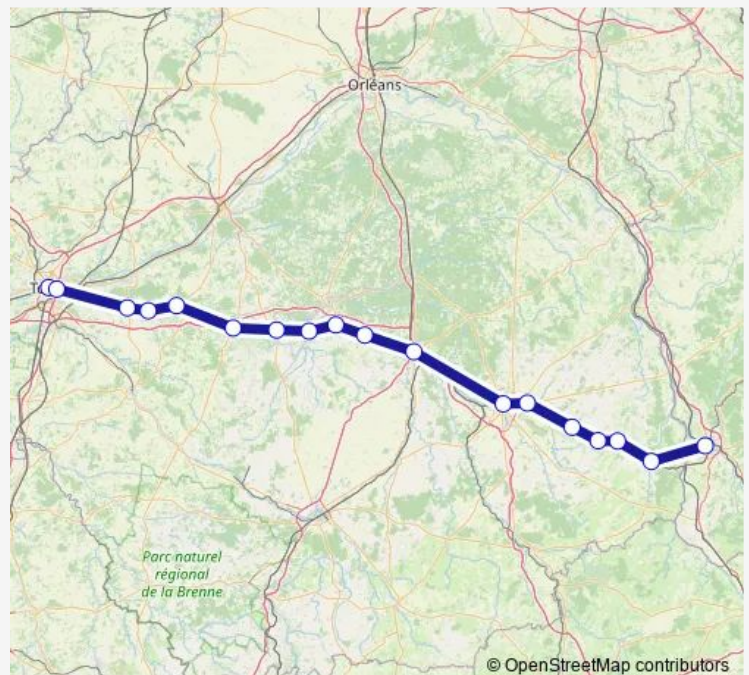 Orléans
Parc naturel
régional
de la Brenne
© OpenStreetMap contributors